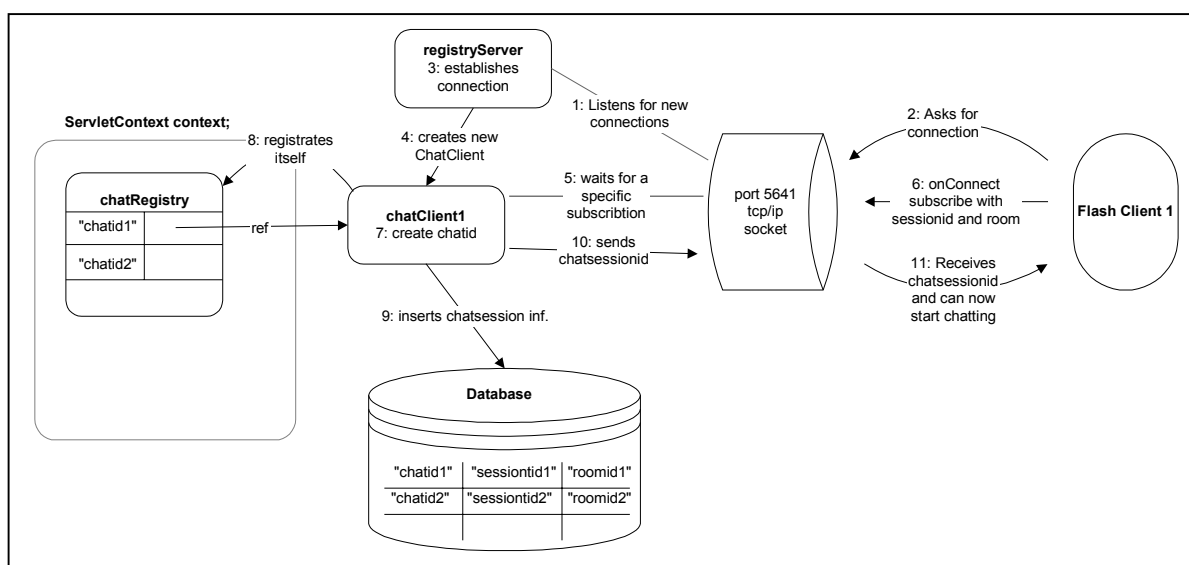 registryServer
3: establishes
connection
1: Listens for new
connections
2: Asks for
connection
ServletContext context;
8: registrates
itself
4: creates new
ChatClient
chatRegistry
"chatid1"
"chatid2"
ref
chatClient1
7: create chatid
5: waits for a
specific
subscribtion
10: sends
chatsessionid
port 5641
tcp/ip
socket
6: onConnect
subscribe with
sessionid and room
Flash Client 1
11: Receives
chatsessionid
and can now
start chatting
9: inserts chatsession inf.
Database
"chatid1" "sessiontid1" "roomid1"
"chatid2" "sessiontid2" "roomid2"